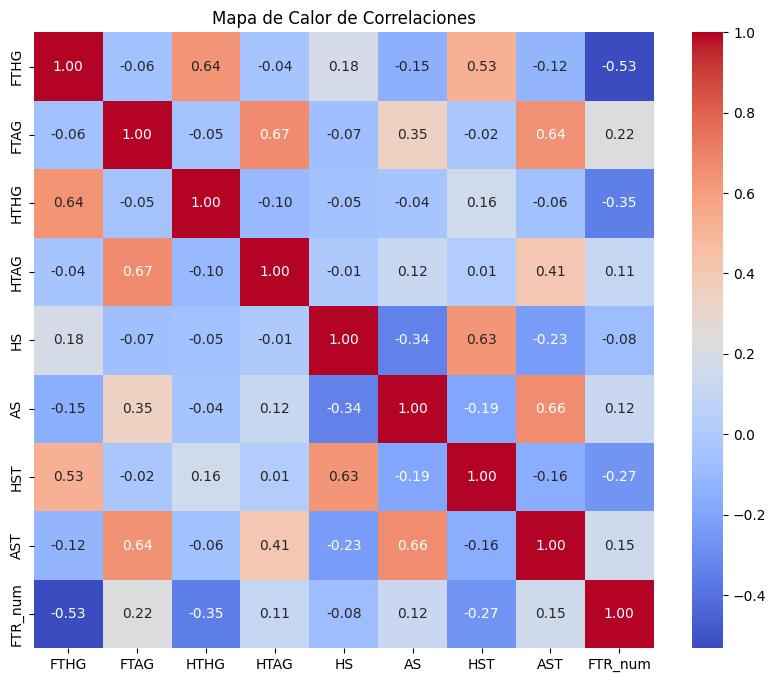 Mapa de Calor de Correlaciones
FTHG 1.00 -0.06 0.64 -0.04 0.18 -0.15 0.53 -0.12 -0.53
FTAG -0.06 1.00 -0.05 0.67 -0.07 0.35 -0.02 0.64 0.22
HTHG 0.64 -0.05 1.00 -0.10 -0.05 -0.04 0.16 -0.06 -0.35
HTAG -0.04 0.67 -0.10 1.00 -0.01 0.12 0.01 0.41 0.11
HS 0.18 -0.07 -0.05 -0.01 1.00 -0.34 0.63 -0.23 -0.08
AS -0.15 0.35 -0.04 0.12 -0.34 1.00 -0.19 0.66 0.12
HST 0.53 -0.02 0.16 0.01 0.63 -0.19 1.00 -0.16 -0.27
AST -0.12 0.64 -0.06 0.41 -0.23 0.66 -0.16 1.00 0.15
FTR_num -0.53 0.22 -0.35 0.11 -0.08 0.12 -0.27 0.15 1.00
FTHG FTAG HTHG HTAG HS AS HST AST FTR_num
1.0
0.8
0.6
0.4
0.2
0.0
−0.2
−0.4